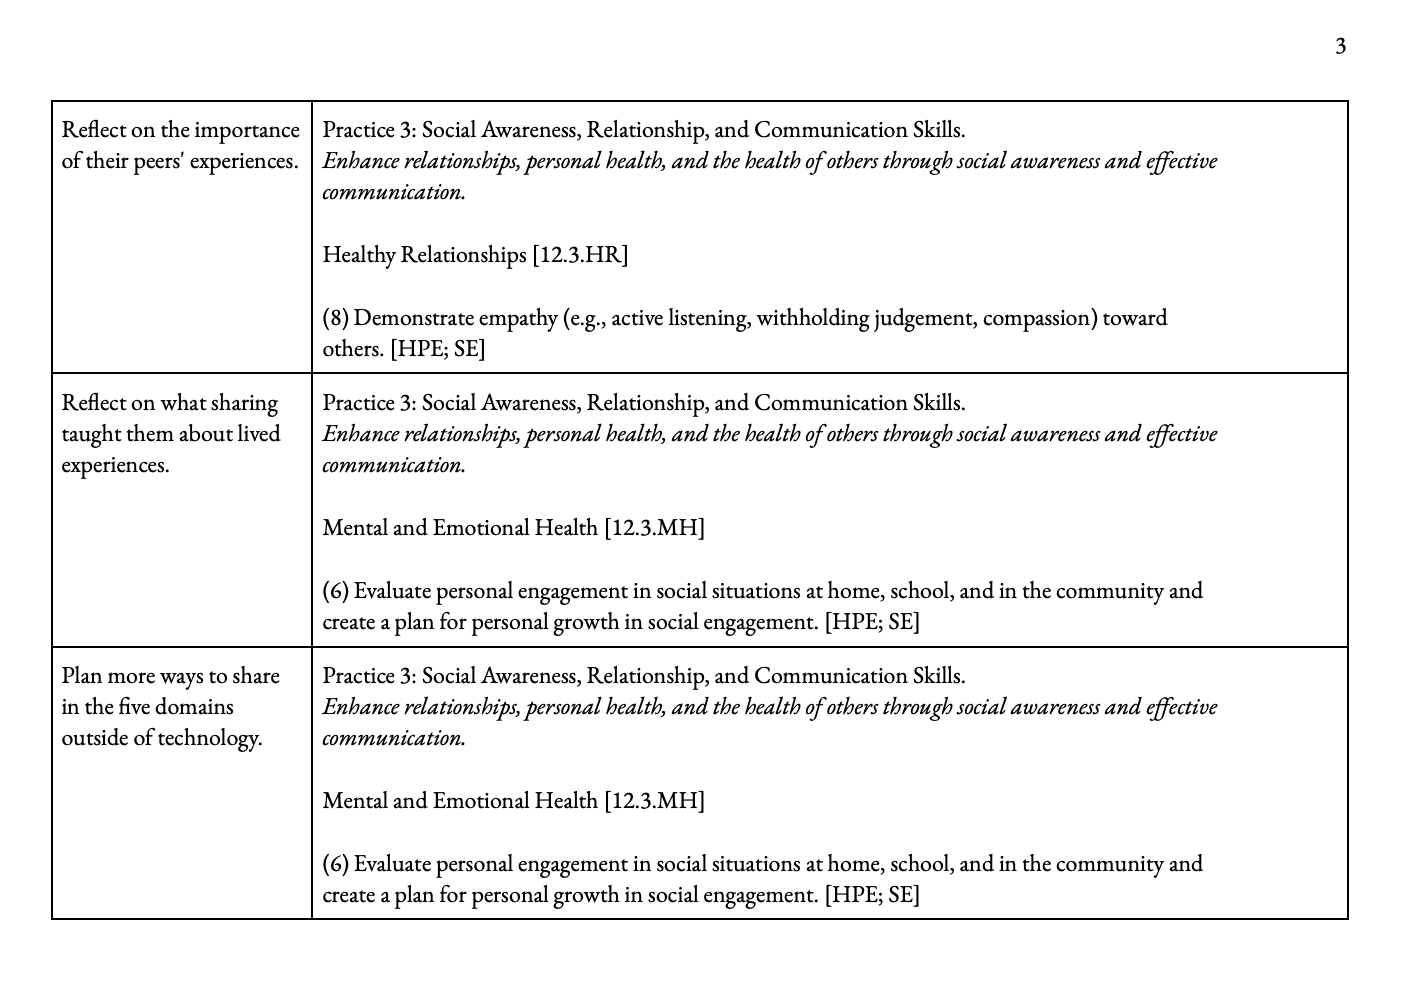 3
Reflect on the importance
of their peers' experiences.
Practice 3: Social Awareness, Relationship, and Communication Skills.
Enhance relationships, personal health, and the health of others through social awareness and effective
communication.
Healthy Relationships [12.3.HR]
(8) Demonstrate empathy (e.g., active listening, withholding judgement, compassion) toward
others. [HPE; SE]
Reflect on what sharing
taught them about lived
experiences.
Practice 3: Social Awareness, Relationship, and Communication Skills.
Enhance relationships, personal health, and the health of others through social awareness and effective
communication.
Mental and Emotional Health [12.3.MH]
(6) Evaluate personal engagement in social situations at home, school, and in the community and
create a plan for personal growth in social engagement. [HPE; SE]
Plan more ways to share
in the five domains
outside of technology.
Practice 3: Social Awareness, Relationship, and Communication Skills.
Enhance relationships, personal health, and the health of others through social awareness and effective
communication.
Mental and Emotional Health [12.3.MH]
(6) Evaluate personal engagement in social situations at home, school, and in the community and
create a plan for personal growth in social engagement. [HPE; SE]